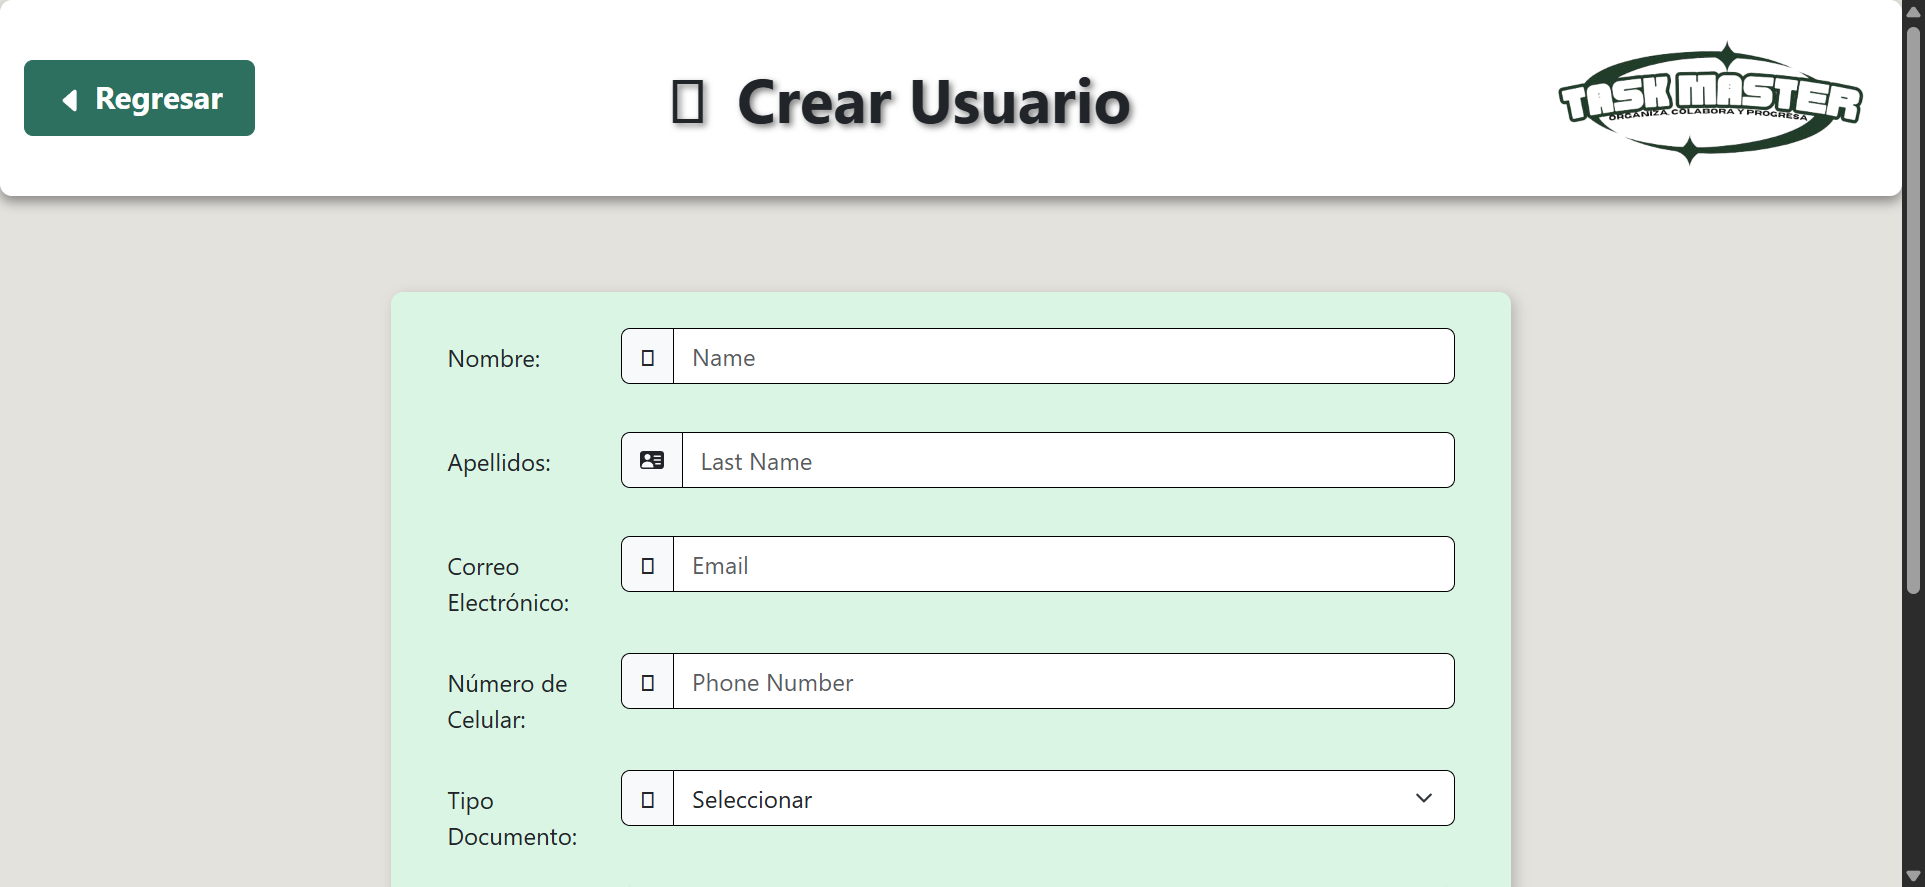 Regresar
Crear Usuario
TASK MASTER
ORGANIZA, COLABORA Y PROGRESA
Nombre:
Name
Apellidos:
Last Name
Correo
Electrónico:
Email
Número de
Celular:
Phone Number
Tipo
Documento:
Seleccionar